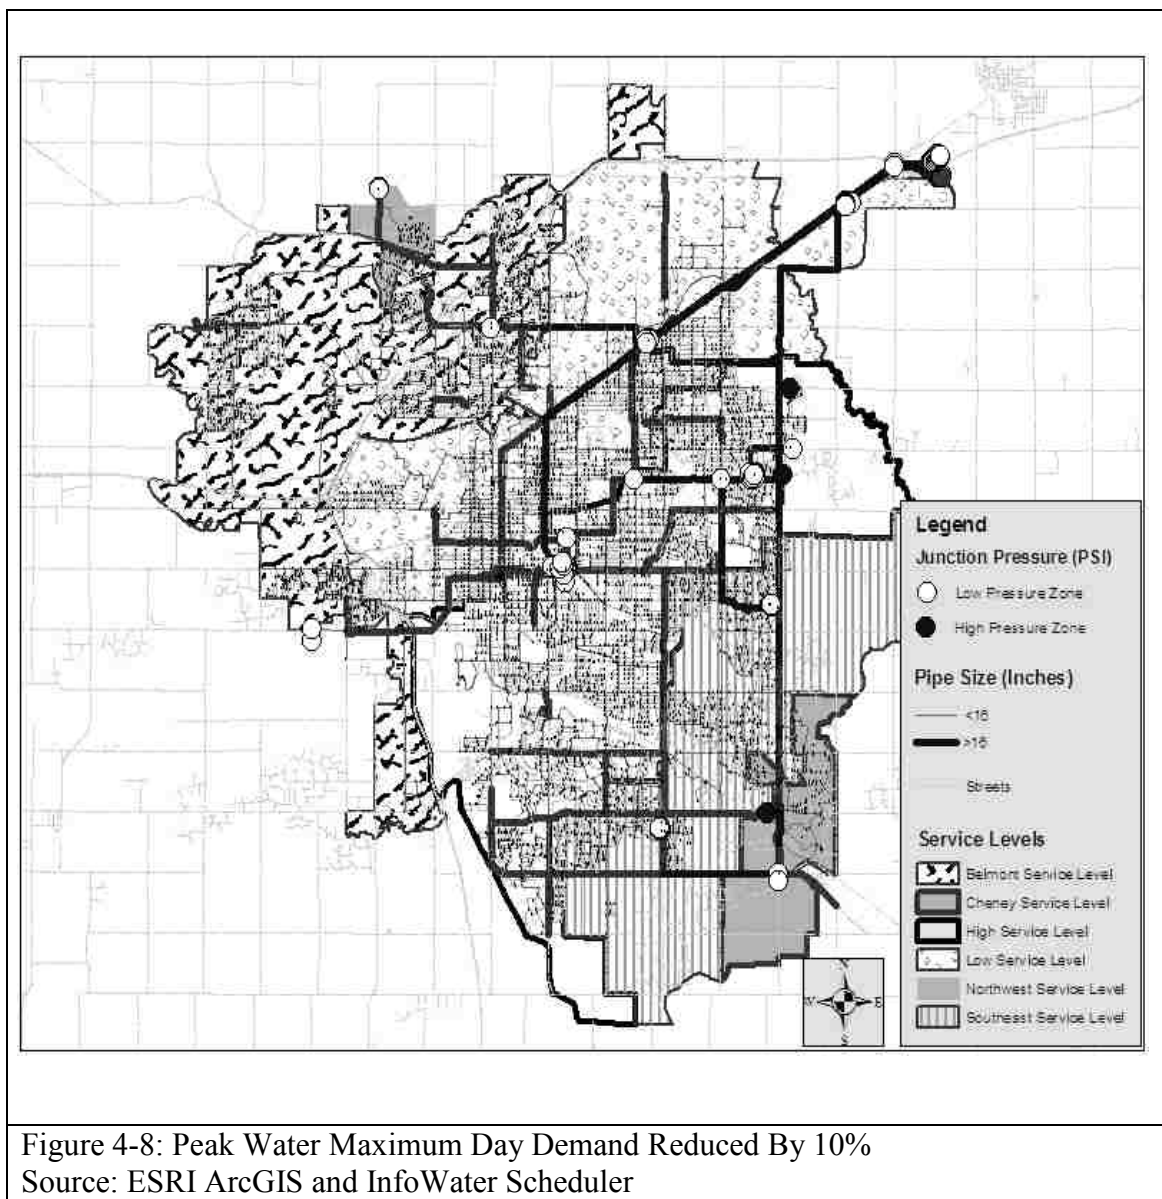 Legend
Junction Pressure (PSI)
Low Pressure Zone
High Pressure Zone
Pipe Size (Inches)
<16
>16
Streets
Service Levels
Belmont Service Level
Cheney Service Level
High Service Level
Low Service Level
Northwest Service Level
Southeast Service Level
N
W E
S
Figure 4-8: Peak Water Maximum Day Demand Reduced By 10%
Source: ESRI ArcGIS and InfoWater Scheduler